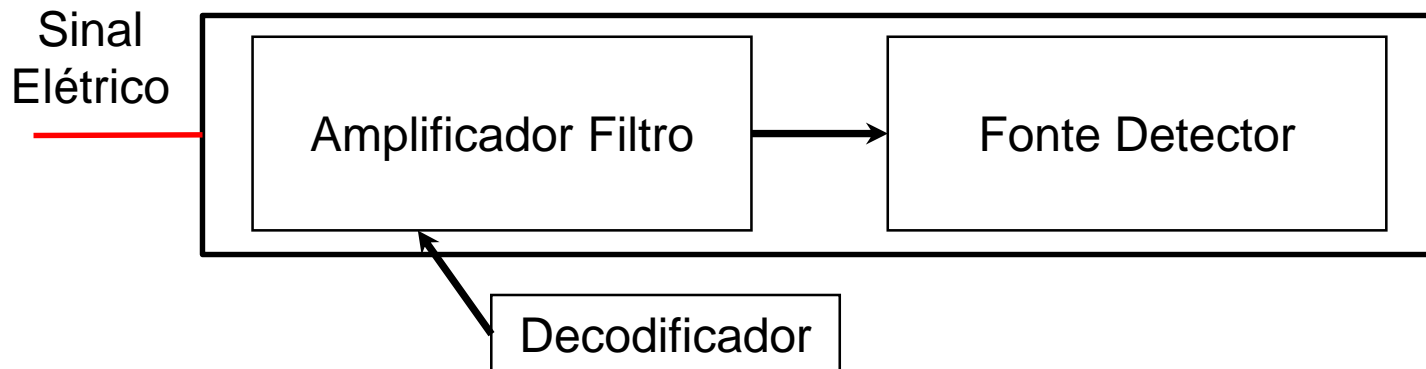 Sinal
Elétrico
Amplificador Filtro
Fonte Detector
Decodificador